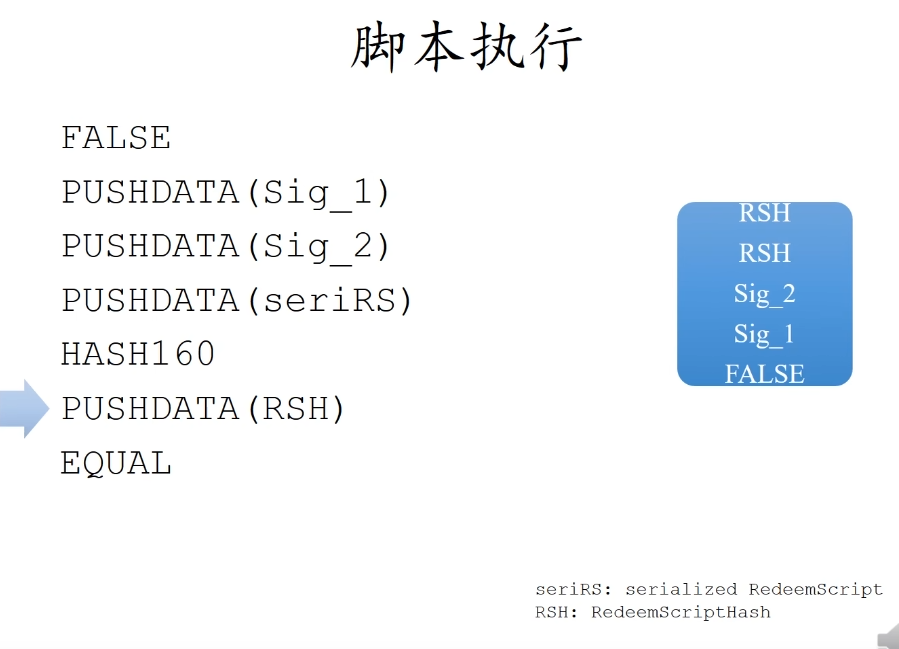 脚本执行
FALSE
PUSHDATA(Sig_1)
PUSHDATA(Sig_2)
PUSHDATA(seriRS)
HASH160
PUSHDATA(RSH)
EQUAL
RSH
RSH
Sig_2
Sig_1
FALSE
seriRS: serialized RedeemScript
RSH: RedeemScriptHash